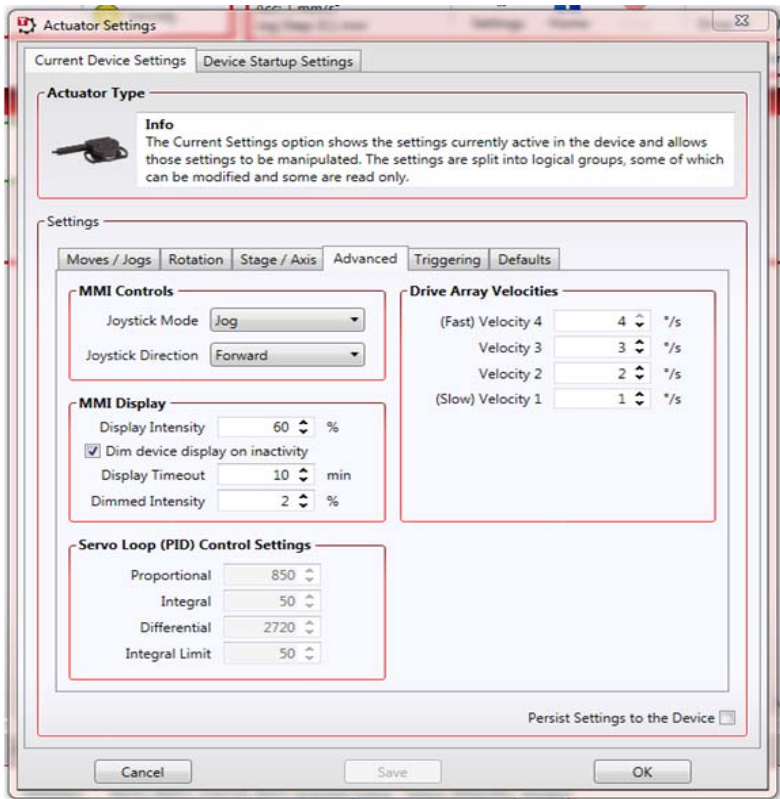 Acc: 1 mm/s²
Settings
Home
Actuator Settings
Current Device Settings
Device Startup Settings
Actuator Type
Info
The Current Settings option shows the settings currently active in the device and allows
those settings to be manipulated. The settings are split into logical groups, some of which
can be modified and some are read only.
Settings
Moves / Jogs
Rotation
Stage / Axis
Advanced
Triggering
Defaults
MMI Controls
Joystick Mode Jog
Joystick Direction Forward
MMI Display
Display Intensity 60 %
Dim device display on inactivity
Display Timeout 10 min
Dimmed Intensity 2 %
Servo Loop (PID) Control Settings
Proportional 850
Integral 50
Differential 2720
Integral Limit 50
Drive Array Velocities
(Fast) Velocity 4 4 °/s
Velocity 3 3 °/s
Velocity 2 2 °/s
(Slow) Velocity 1 1 °/s
Persist Settings to the Device
Cancel
Save
OK